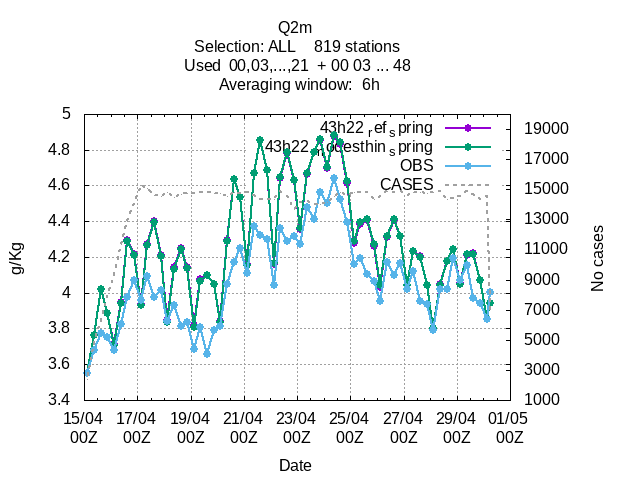 Q2m
Selection: ALL 819 stations
Used 00,03,...,21 + 00 03 ... 48
Averaging window: 6h
43h22_ref_spring
OBS
CASES
5
4.8
4.6
4.4
4.2
4
3.8
3.6
3.4
g/Kg
19000
17000
15000
13000
11000
9000
7000
5000
3000
1000
No cases
15/04 17/04 19/04 21/04 23/04 25/04 27/04 29/04 01/05
00Z 00Z 00Z 00Z 00Z 00Z 00Z 00Z 00Z
Date